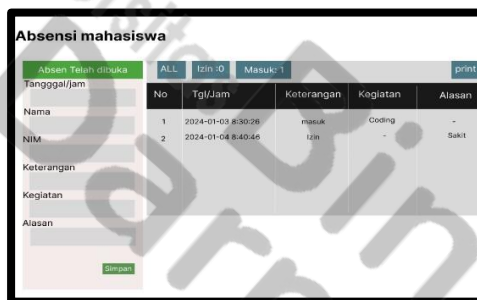 Absensi mahasiswa
Absen Telah dibuka
Tangggal/jam
Nama
NIM
Keterangan
Kegiatan
Alasan
Simpan
ALL Izin :0 Masuk: 1 print
No Tgl/Jam Keterangan Kegiatan Alasan
1 2024-01-03 8:30:26 masuk Coding -
2 2024-01-04 8:40:46 Izin - Sakit